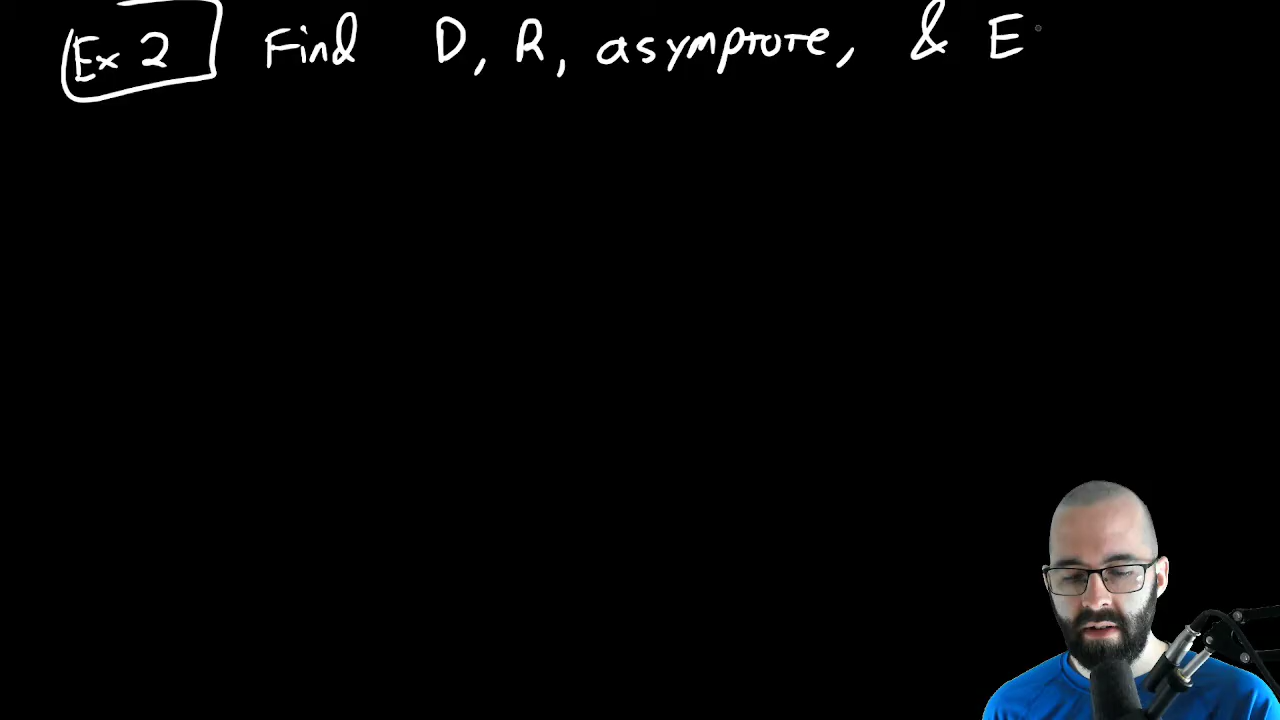 Ex 2 Find D, R, asymptote, & E